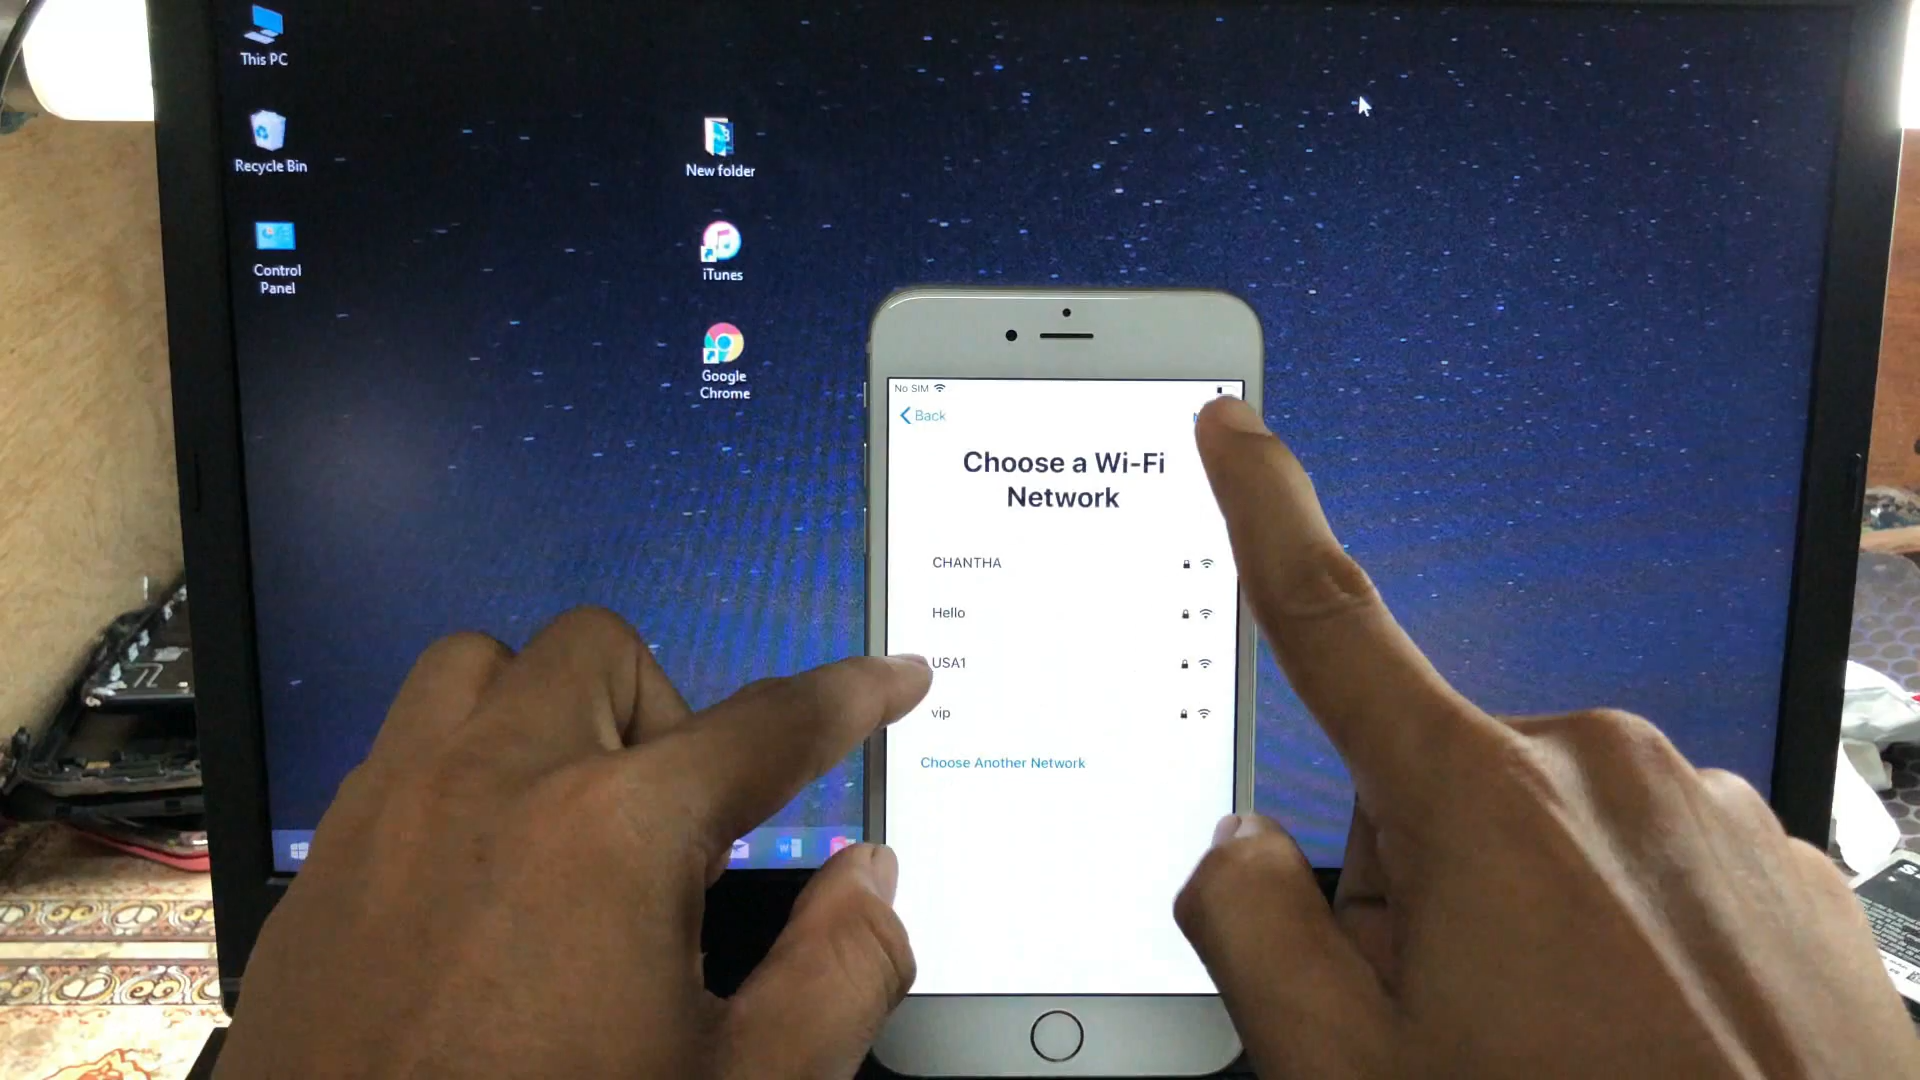 This PC
Recycle Bin
Control
Panel
New folder
iTunes
Google
Chrome
No SIM
Back
Choose a Wi-Fi
Network
CHANTHA
Hello
USA1
vip
Choose Another Network